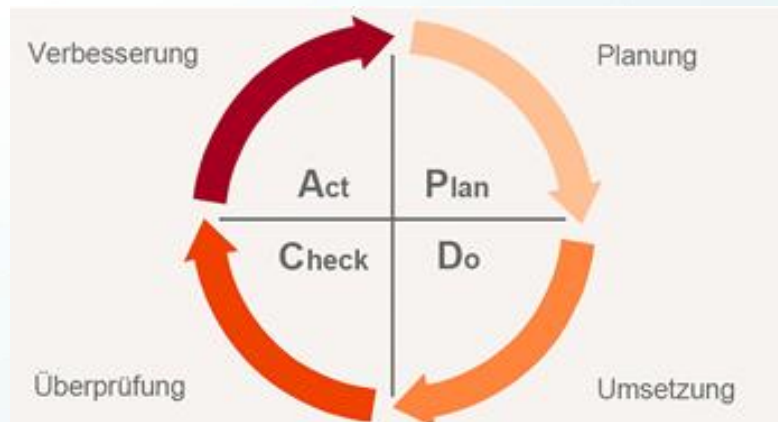 Verbesserung
Planung
Act
Plan
Check
Do
Überprüfung
Umsetzung